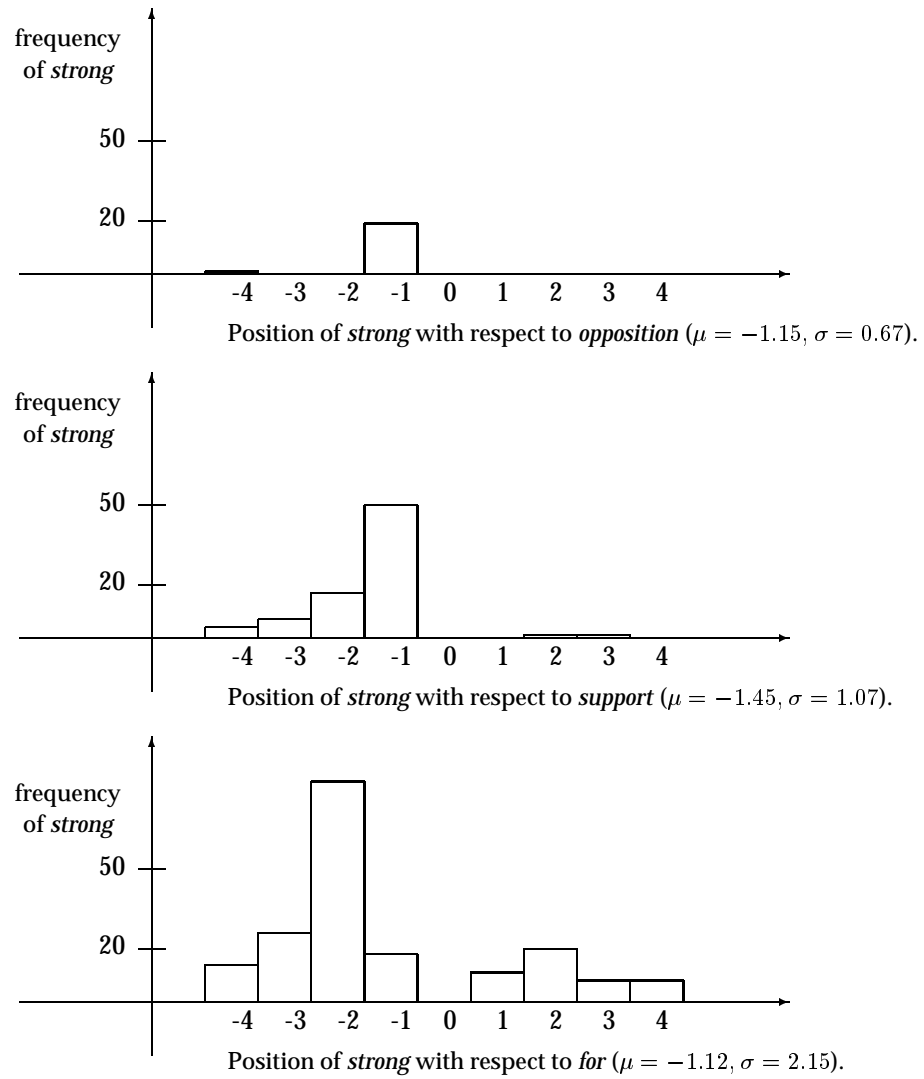 frequency
of strong
50
20
-4 -3 -2 -1 0 1 2 3 4
Position of strong with respect to opposition (μ = −1.15, σ = 0.67).
frequency
of strong
50
20
-4 -3 -2 -1 0 1 2 3 4
Position of strong with respect to support (μ = −1.45, σ = 1.07).
frequency
of strong
50
20
-4 -3 -2 -1 0 1 2 3 4
Position of strong with respect to for (μ = −1.12, σ = 2.15).